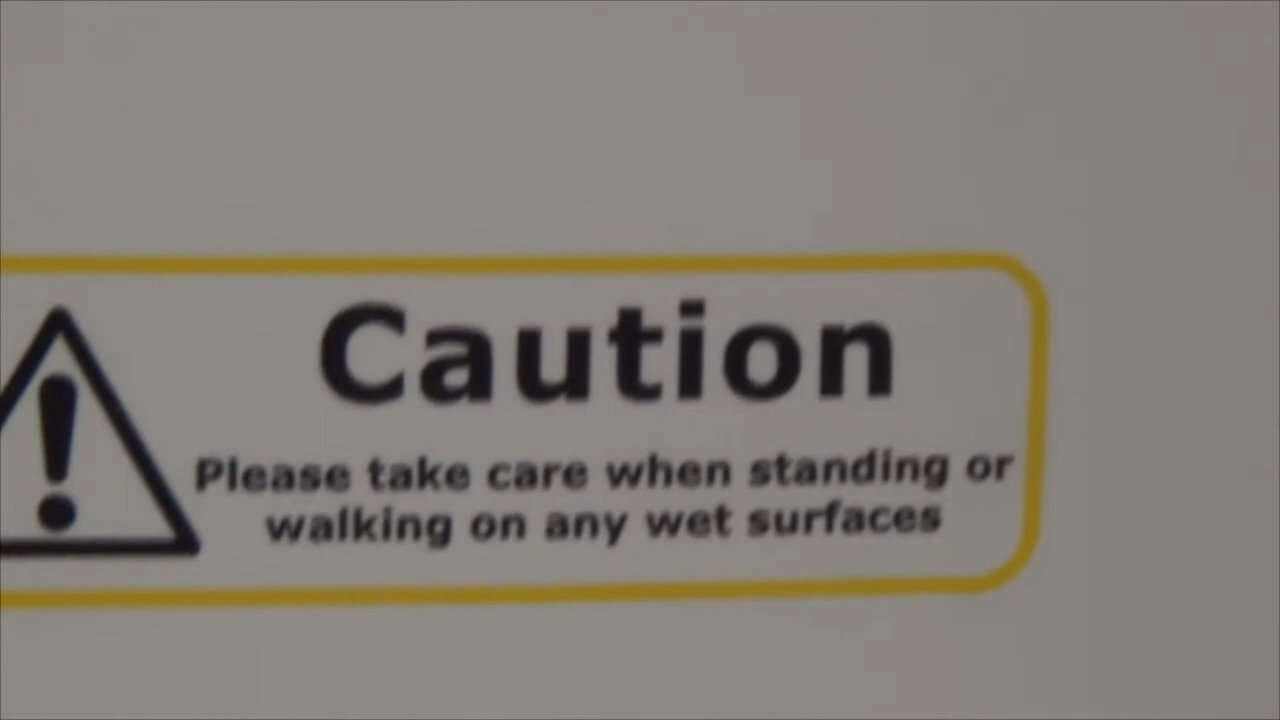 Caution
Please take care when standing or
walking on any wet surfaces